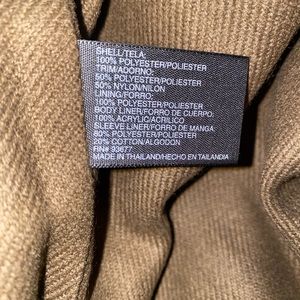 SHELL/TELA:
100% POLYESTER/POLIESTER
TRIM/ADORNO:
50% POLYESTER/POLIESTER
50% NYLON/NILON
LINING/FORRO:
100% POLYESTER/POLIESTER
BODY LINER/FORRO DE CUERPO:
100% ACRYLIC/ACRILICO
SLEEVE LINER/FORRO DE MANGA:
80% POLYESTER/POLIESTER
20% COTTON/ALGODON
RN# 93677
MADE IN THAILAND/HECHO EN TAILANDIA